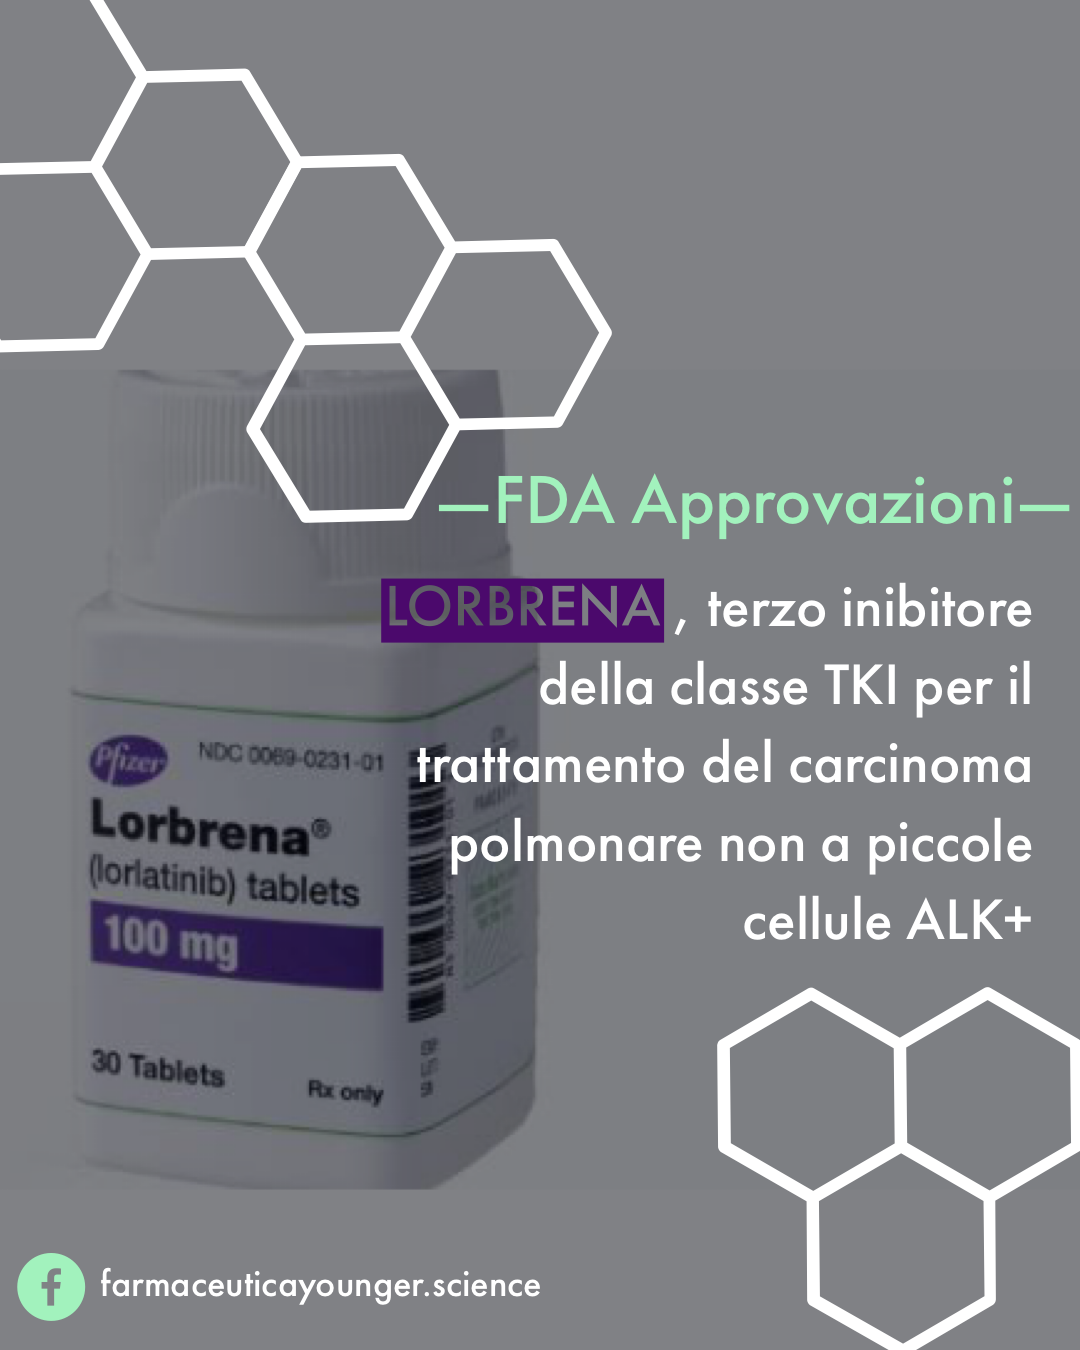 —FDA Approvazioni—
LORBRENA , terzo inibitore
della classe TKI per il
trattamento del carcinoma
polmonare non a piccole
cellule ALK+
Pfizer
NDC 0069-0231-01
Lorbrena®
(lorlatinib) tablets
100 mg
30 Tablets
Rx only
farmaceuticayounger.science